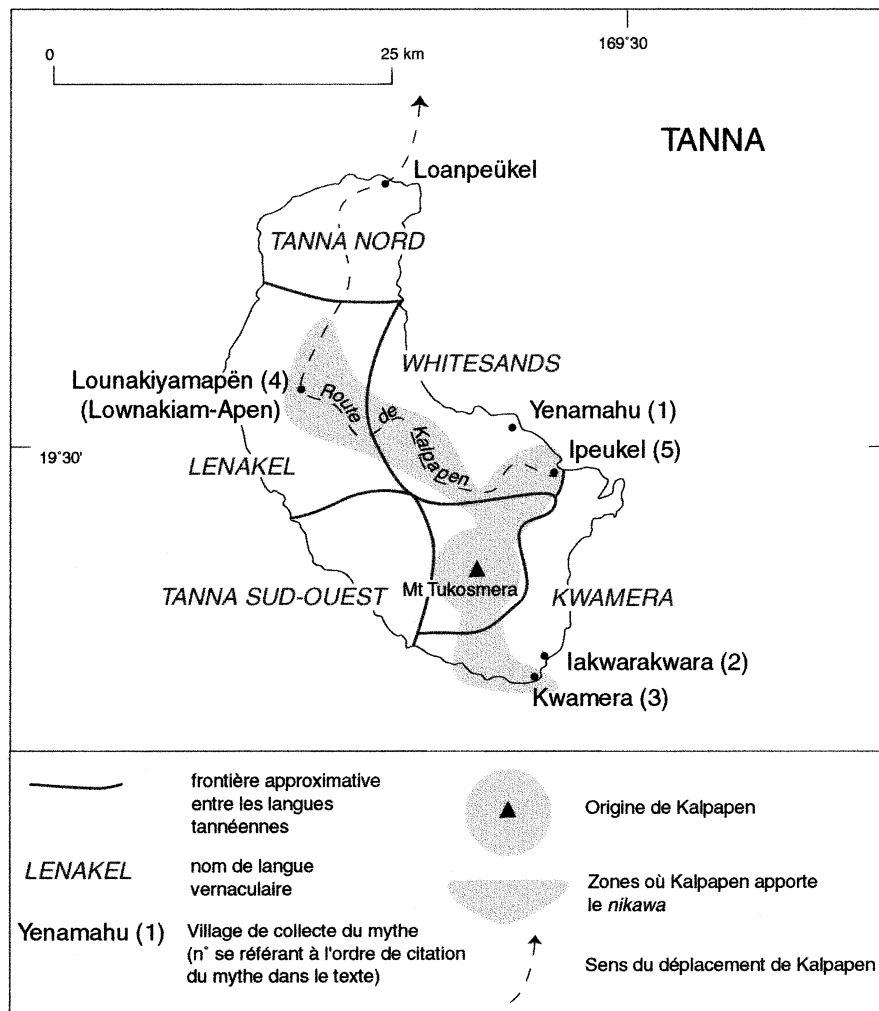 169°30
0
25 km
TANNA
Loanpeükel
TANNA NORD
WHITESANDS
Lounakiyamapën (4)
(Lownakiam-Apen)
Route de Kalpapen
Yenamahu (1)
Ipeukel (5)
19°30'
LENAKEL
Mt Tukosmera
TANNA SUD-OUEST
KWAMERA
Iakwarakwara (2)
Kwamera (3)
frontière approximative
entre les langues
tannéennes
LENAKEL
nom de langue
vernaculaire
Yenamahu (1)
Village de collecte du mythe
(n° se référant à l'ordre de citation
du mythe dans le texte)
Origine de Kalpapen
Zones où Kalpapen apporte
le nikawa
Sens du déplacement de Kalpapen